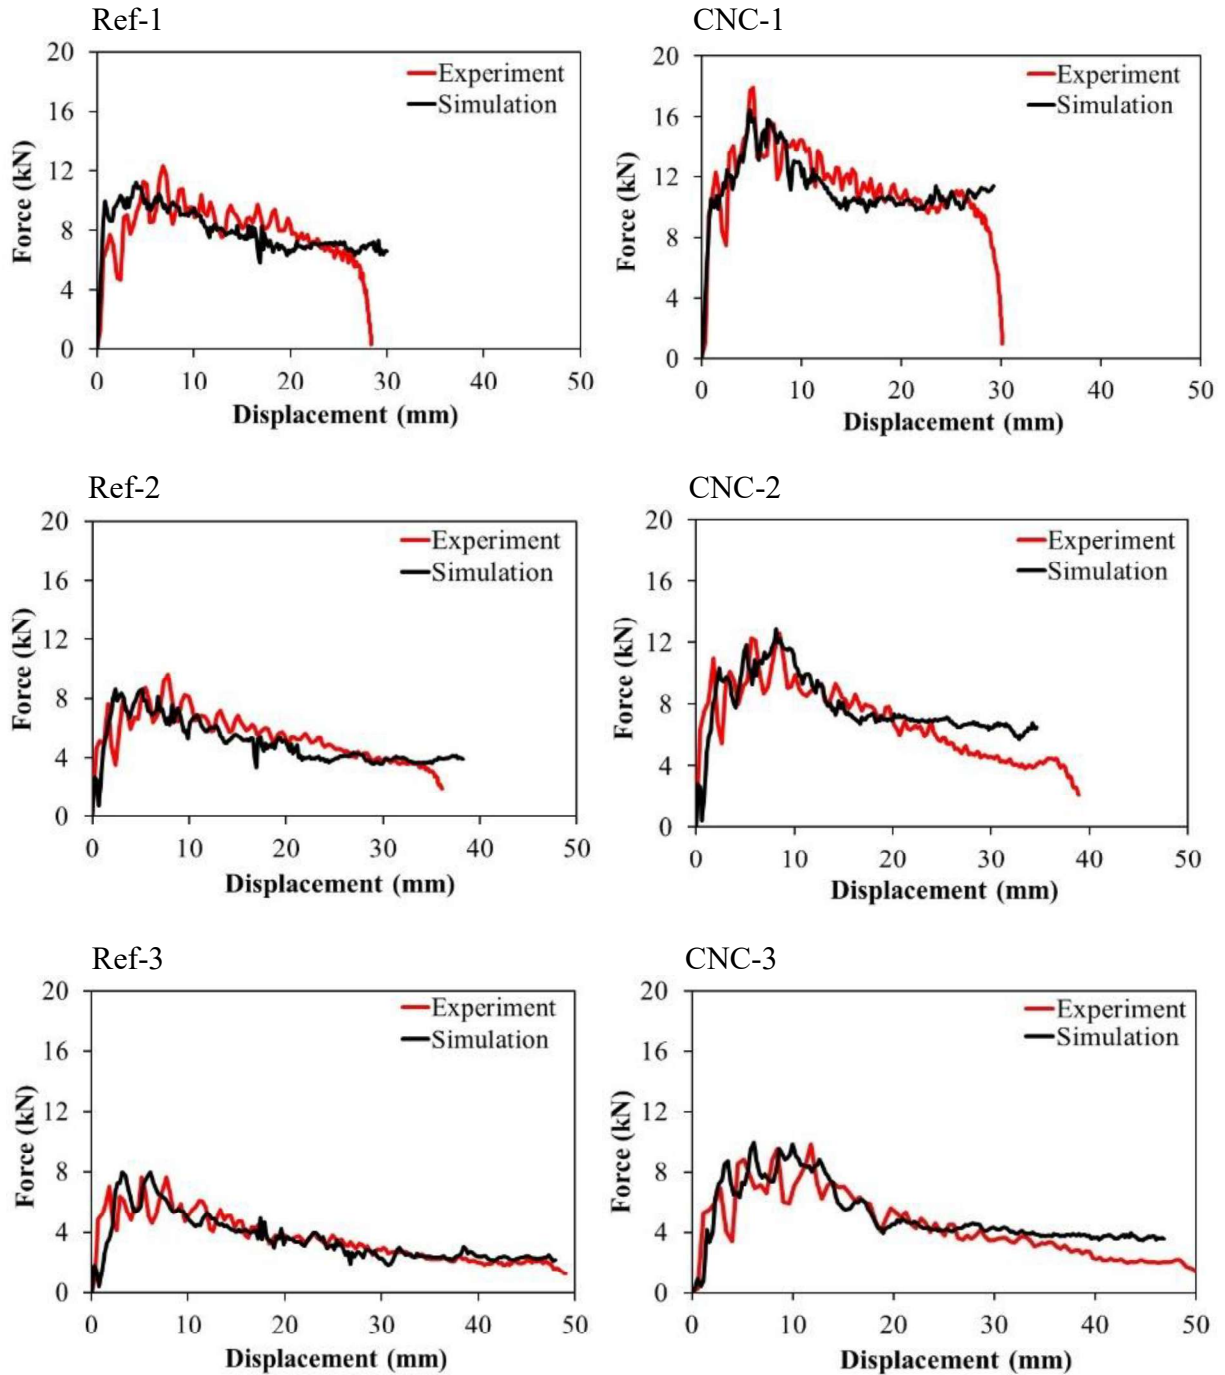 Ref-1
20
16
12
8
4
0
Force (kN)
Experiment
Simulation
0 10 20 30 40 50
Displacement (mm)
CNC-1
20
16
12
8
4
0
Force (kN)
Experiment
Simulation
0 10 20 30 40 50
Displacement (mm)
Ref-2
20
16
12
8
4
0
Force (kN)
Experiment
Simulation
0 10 20 30 40 50
Displacement (mm)
CNC-2
20
16
12
8
4
0
Force (kN)
Experiment
Simulation
0 10 20 30 40 50
Displacement (mm)
Ref-3
20
16
12
8
4
0
Force (kN)
Experiment
Simulation
0 10 20 30 40 50
Displacement (mm)
CNC-3
20
16
12
8
4
0
Force (kN)
Experiment
Simulation
0 10 20 30 40 50
Displacement (mm)